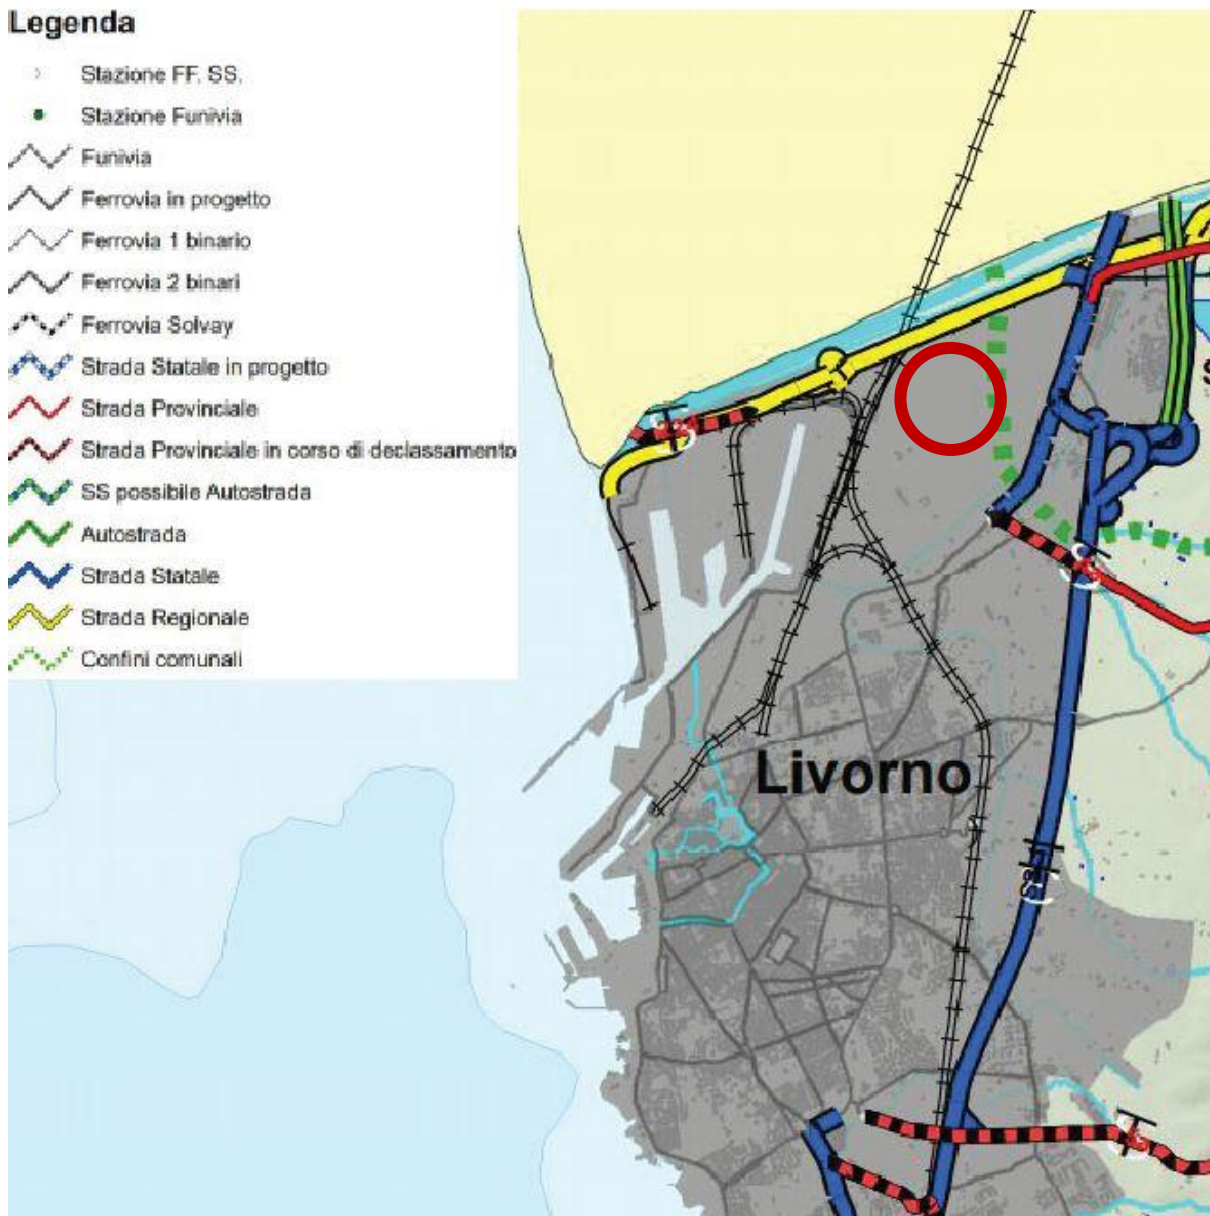 Legenda
Stazione FF. SS.
Stazione Funivia
Funivia
Ferrovia in progetto
Ferrovia 1 binario
Ferrovia 2 binari
Ferrovia Solvay
Strada Statale in progetto
Strada Provinciale
Strada Provinciale in corso di declassamento
SS possibile Autostrada
Autostrada
Strada Statale
Strada Regionale
Confini comunali
Livorno